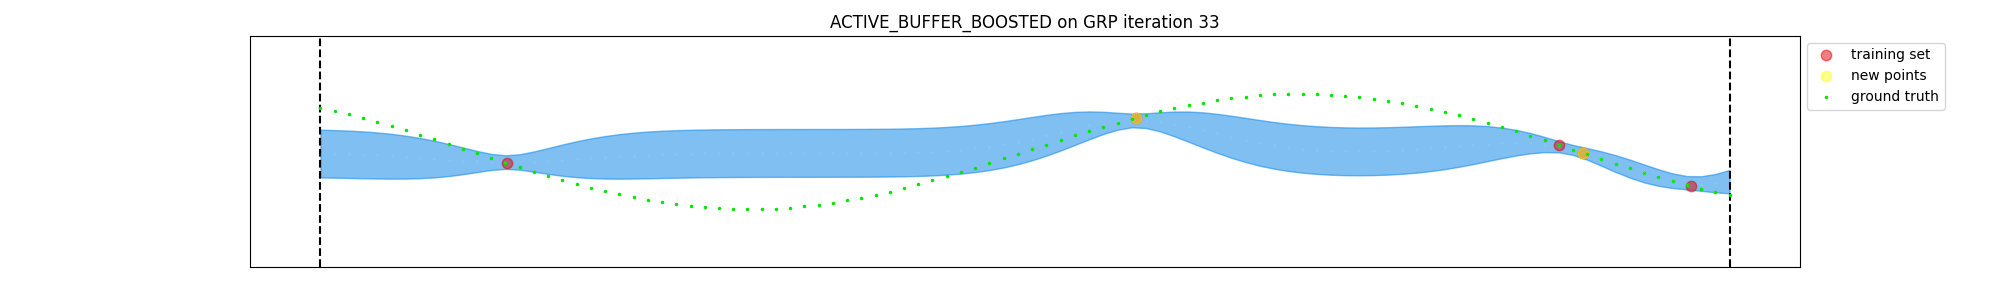 ACTIVE_BUFFER_BOOSTED on GRP iteration 33
training set
new points
ground truth